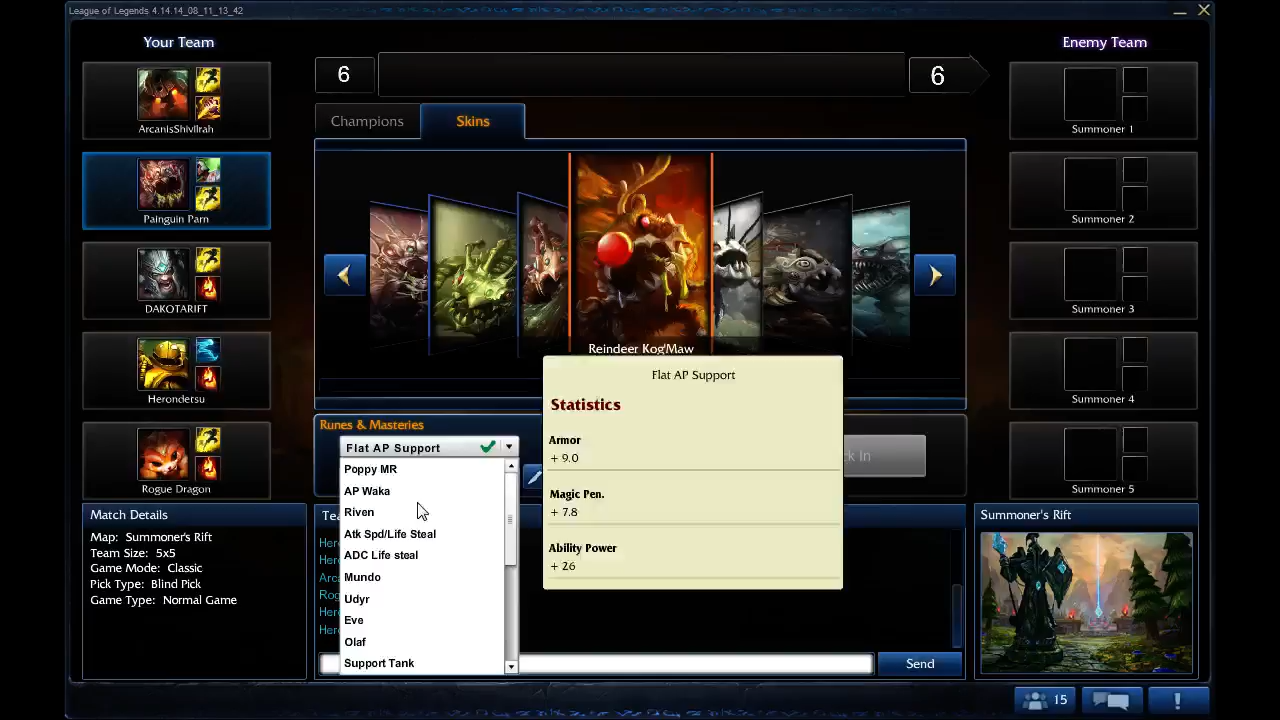 League of Legends 4.14.14_08_11_13_42
Your Team
ArcanisShivilrah
Painguin Parn
DAKOTARIFT
Herondertsu
Rogue Dragon
6
6
Champions
Skins
Reindeer Kog'Maw
Enemy Team
Summoner 1
Summoner 2
Summoner 3
Summoner 4
Summoner 5
Runes & Masteries
Flat AP Support
Poppy MR
AP Waka
Riven
Atk Spd/Life Steal
ADC Life steal
Mundo
Udyr
Eve
Olaf
Support Tank
Flat AP Support
Statistics
Armor
+ 9.0
Magic Pen.
+ 7.8
Ability Power
+ 26
In
Match Details
Map: Summoner's Rift
Team Size: 5x5
Game Mode: Classic
Pick Type: Blind Pick
Game Type: Normal Game
Send
Summoner's Rift
15